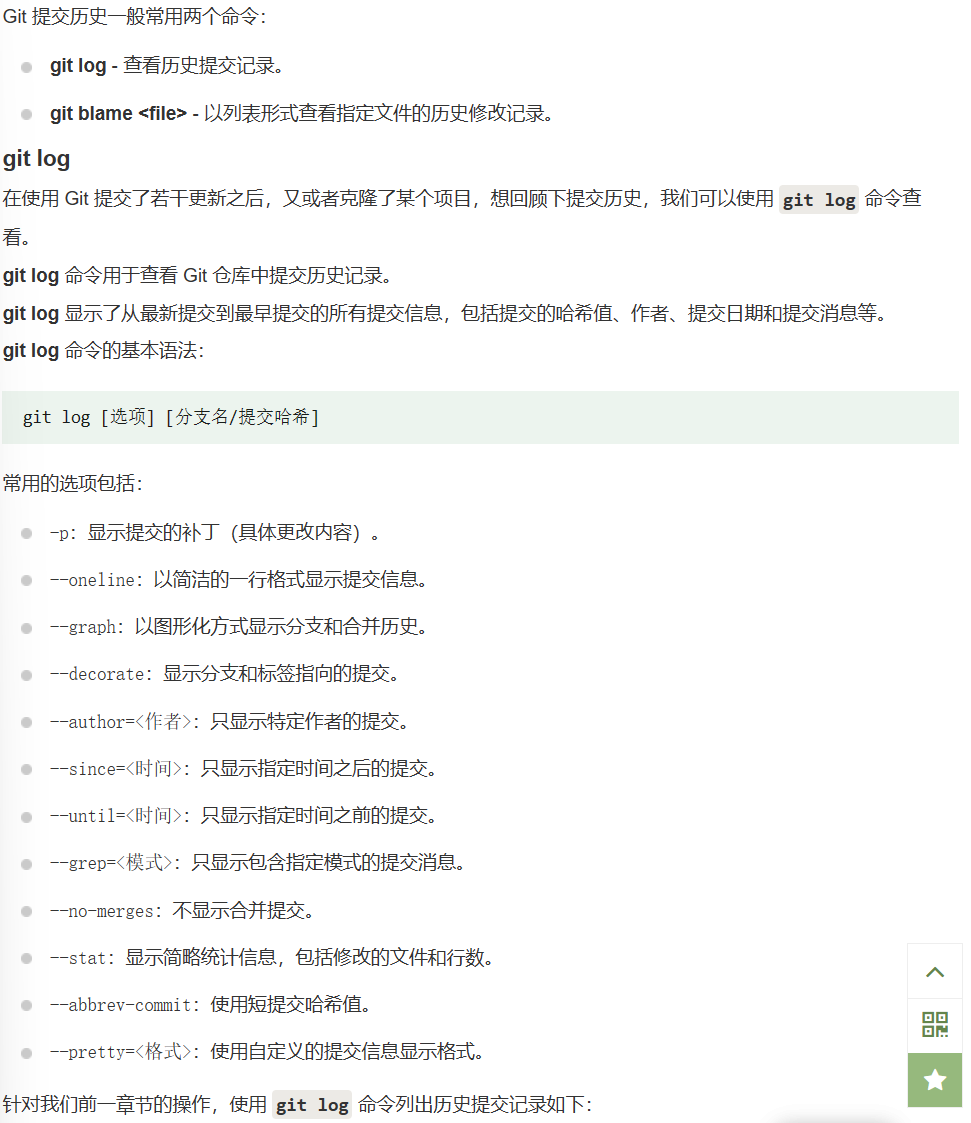 Git 提交历史一般常用两个命令：
git log - 查看历史提交记录。
git blame <file> - 以列表形式查看指定文件的历史修改记录。
git log
在使用 Git 提交了若干更新之后，又或者克隆了某个项目，想回顾下提交历史，我们可以使用 git log 命令查
看。
git log 命令用于查看 Git 仓库中提交历史记录。
git log 显示了从最新提交到最早提交的所有提交信息，包括提交的哈希值、作者、提交日期和提交消息等。
git log 命令的基本语法：
git log [选项] [分支名/提交哈希]
常用的选项包括：
-p：显示提交的补丁（具体更改内容）。
--oneline：以简洁的一行格式显示提交信息。
--graph：以图形化方式显示分支和合并历史。
--decorate：显示分支和标签指向的提交。
--author=<作者>：只显示特定作者的提交。
--since=<时间>：只显示指定时间之后的提交。
--until=<时间>：只显示指定时间之前的提交。
--grep=<模式>：只显示包含指定模式的提交消息。
--no-merges：不显示合并提交。
--stat：显示简略统计信息，包括修改的文件和行数。
--abbrev-commit：使用短提交哈希值。
--pretty=<格式>：使用自定义的提交信息显示格式。
针对我们前一章节的操作，使用 git log 命令列出历史提交记录如下：